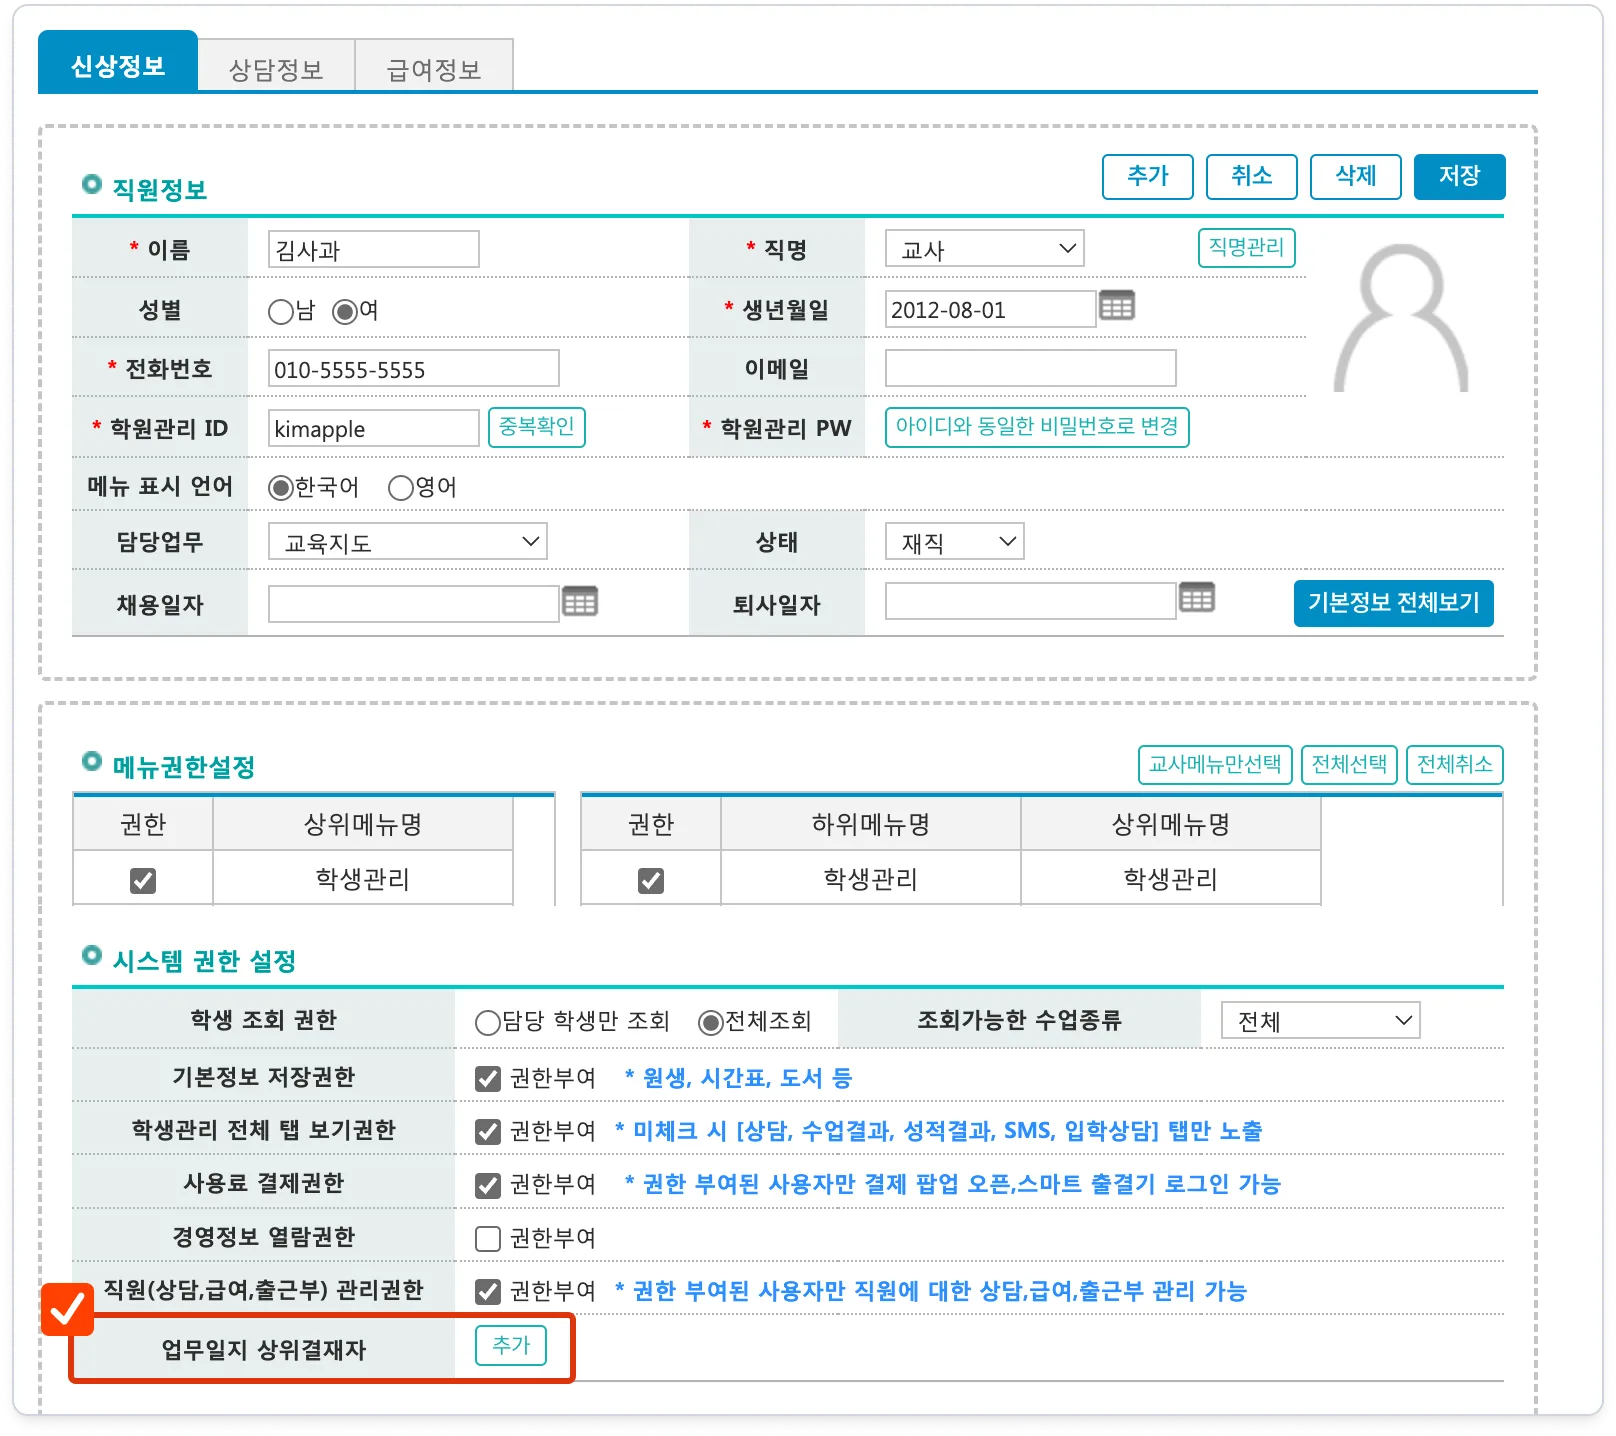 신상정보 상담정보 급여정보
직원정보 추가 취소 삭제 저장
* 이름 김사과 * 직명 교사 직명관리
성별 남 여 * 생년월일 2012-08-01
* 전화번호 010-5555-5555 이메일
* 학원관리 ID kimapple 중복확인 * 학원관리 PW 아이디와 동일한 비밀번호로 변경
메뉴 표시 언어 한국어 영어
담당업무 교육지도 상태 재직
채용일자 퇴사일자 기본정보 전체보기
메뉴권한설정 교사메뉴만선택 전체선택 전체취소
권한 상위메뉴명 권한 하위메뉴명 상위메뉴명
학생관리 학생관리 학생관리
시스템 권한 설정
학생 조회 권한 담당 학생만 조회 전체조회 조회가능한 수업종류 전체
기본정보 저장권한 권한부여 * 원생, 시간표, 도서 등
학생관리 전체 탭 보기권한 권한부여 * 미체크 시 [상담, 수업결과, 성적결과, SMS, 입학상담] 탭만 노출
사용료 결제권한 권한부여 * 권한 부여된 사용자만 결제 팝업 오픈,스마트 출결기 로그인 가능
경영정보 열람권한 권한부여
직원(상담,급여,출근부) 관리권한 권한부여 * 권한 부여된 사용자만 직원에 대한 상담,급여,출근부 관리 가능
업무일지 상위결재자 추가